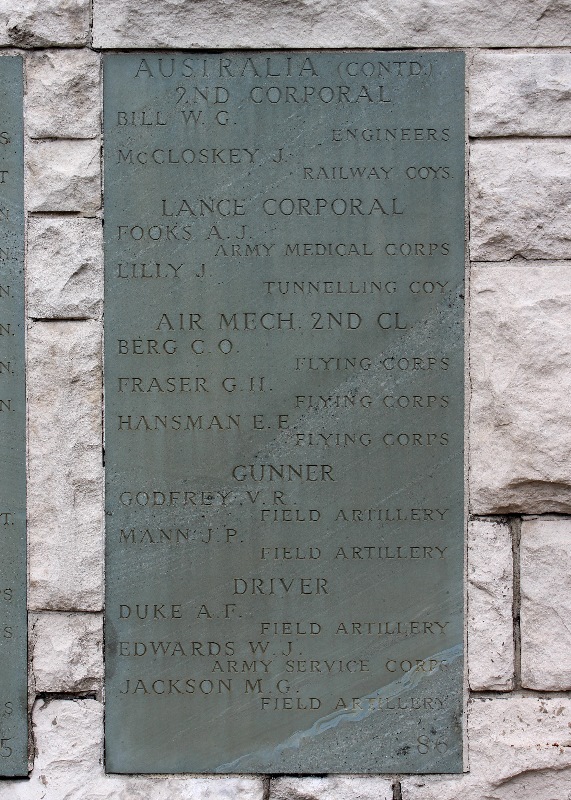 AUSTRALIA (CONTD.)
2ND CORPORAL
BILL W. G.
ENGINEERS
McCLOSKEY J.
RAILWAY COYS.
LANCE CORPORAL
FOOKS A. J.
ARMY MEDICAL CORPS
LILLY J.
TUNNELLING COY.
AIR MECH. 2ND CL.
BERG C. O.
FLYING CORPS
FRASER G. H.
FLYING CORPS
HANSMAN E. E.
FLYING CORPS
GUNNER
GODFREY V. R.
FIELD ARTILLERY
MANN J. P.
FIELD ARTILLERY
DRIVER
DUKE A. F.
FIELD ARTILLERY
EDWARDS W. J.
ARMY SERVICE CORPS
JACKSON M. G.
FIELD ARTILLERY
86